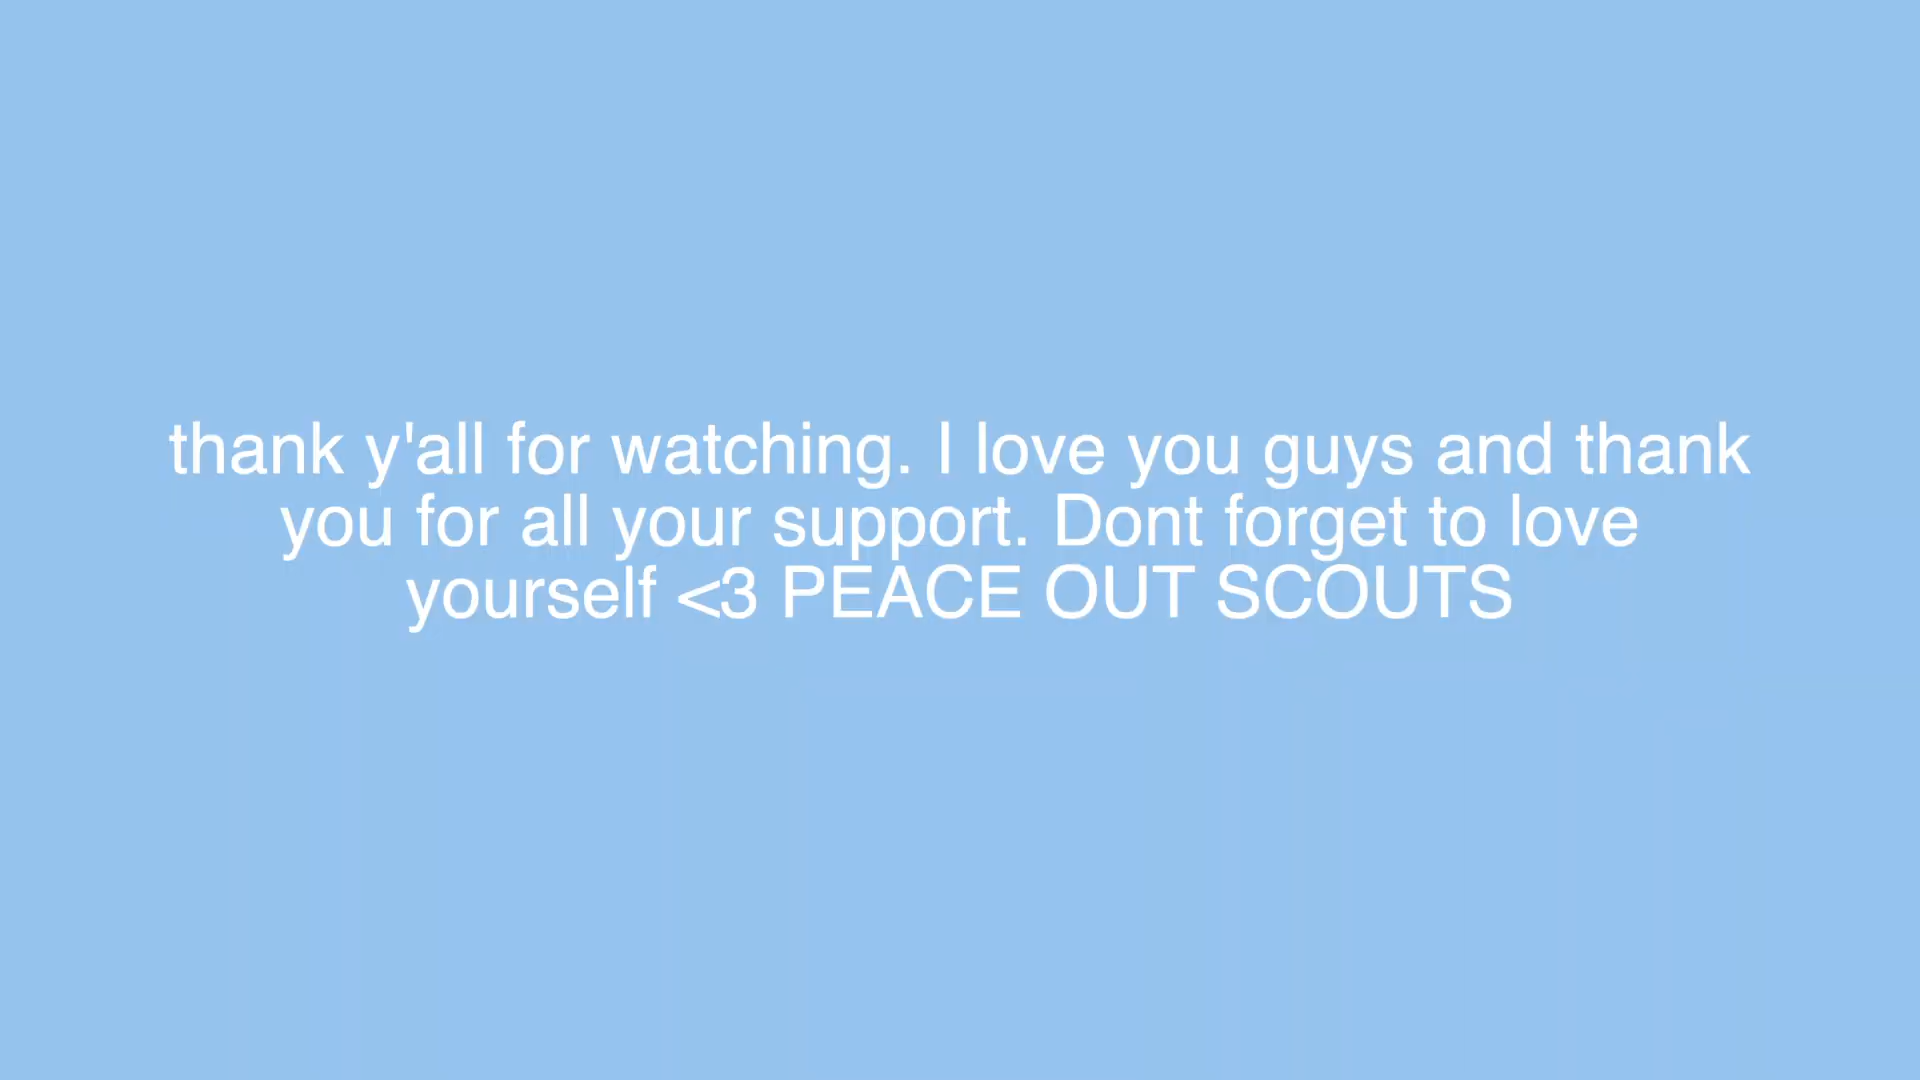 thank y'all for watching. I love you guys and thank
you for all your support. Dont forget to love
yourself <3 PEACE OUT SCOUTS